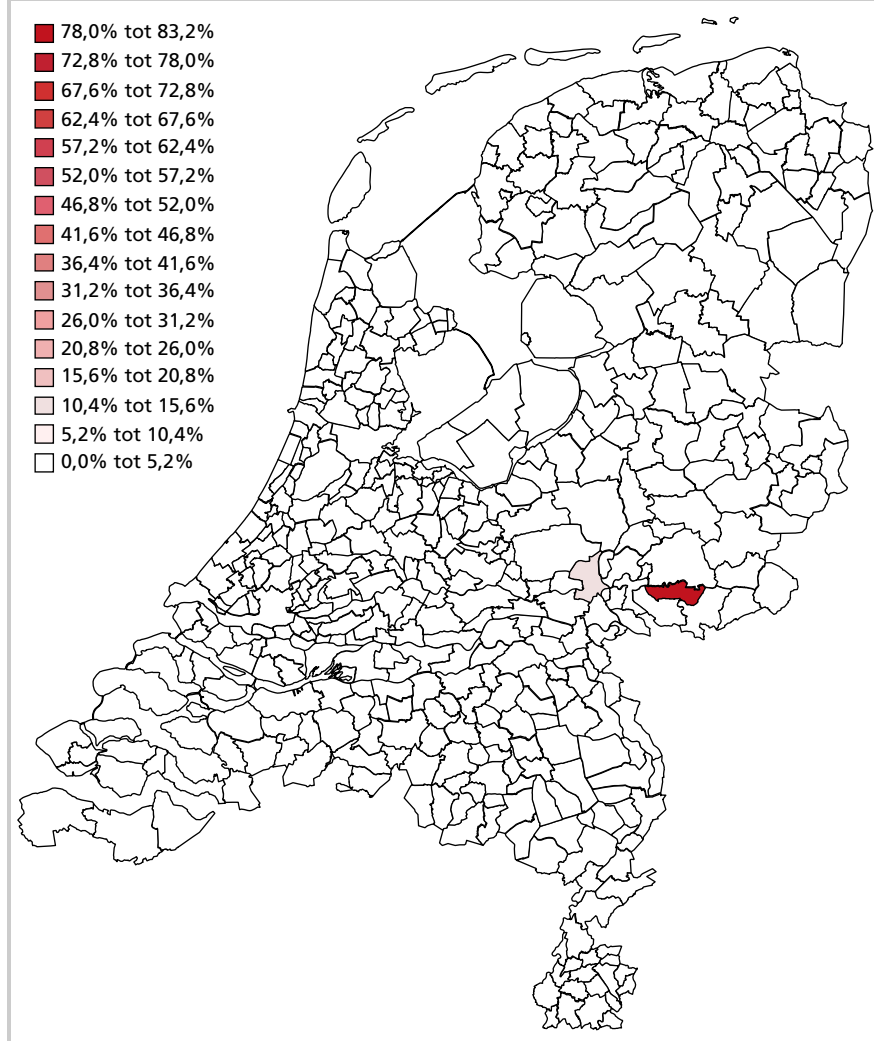 78,0% tot 83,2%
72,8% tot 78,0%
67,6% tot 72,8%
62,4% tot 67,6%
57,2% tot 62,4%
52,0% tot 57,2%
46,8% tot 52,0%
41,6% tot 46,8%
36,4% tot 41,6%
31,2% tot 36,4%
26,0% tot 31,2%
20,8% tot 26,0%
15,6% tot 20,8%
10,4% tot 15,6%
5,2% tot 10,4%
0,0% tot 5,2%